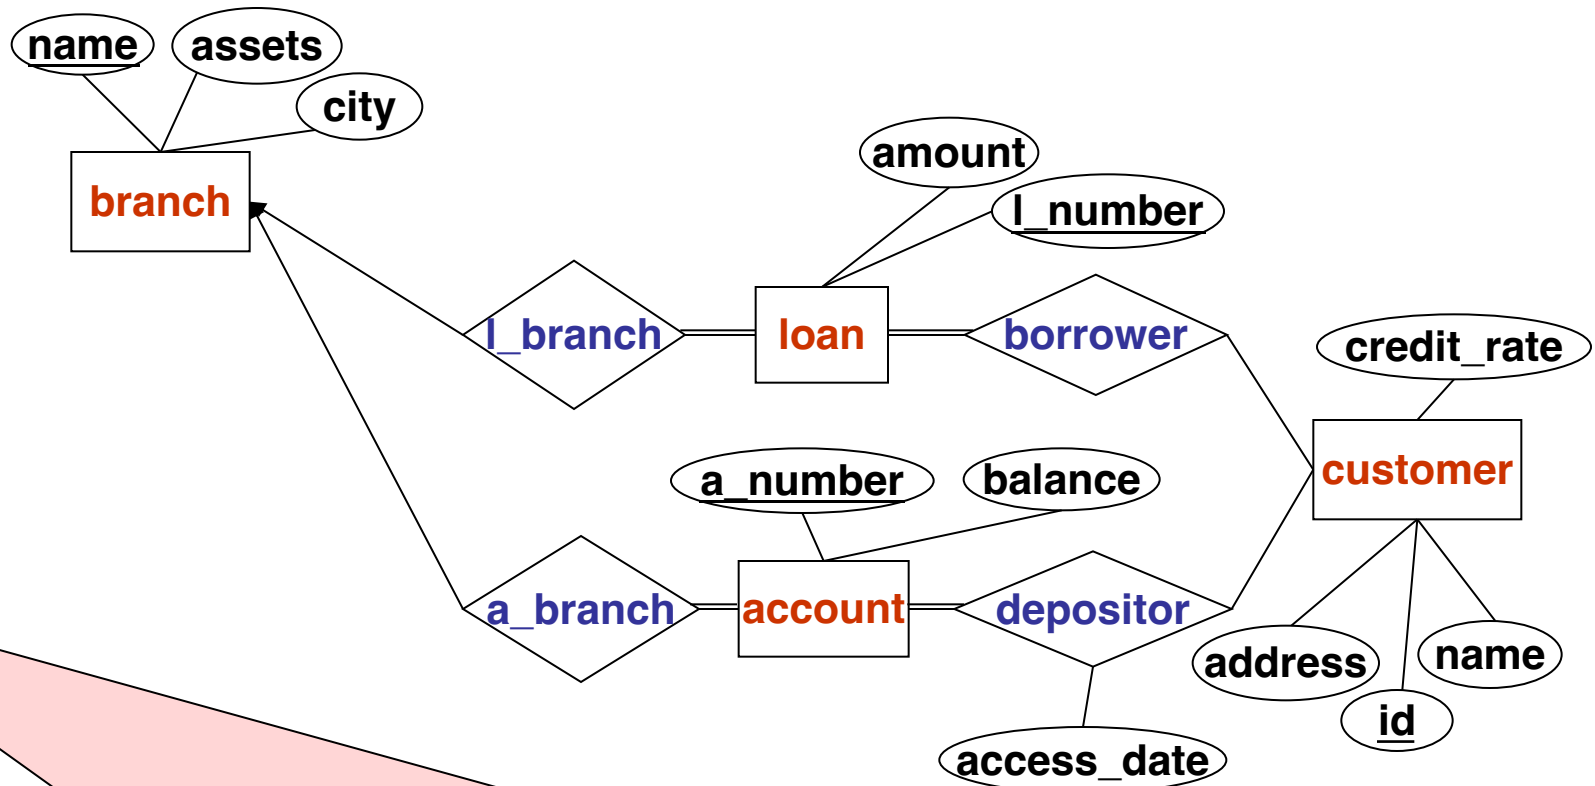 name
assets
city
branch
amount
l_number
l_branch
loan
borrower
credit_rate
customer
a_number
balance
a_branch
account
depositor
address
name
id
access_date